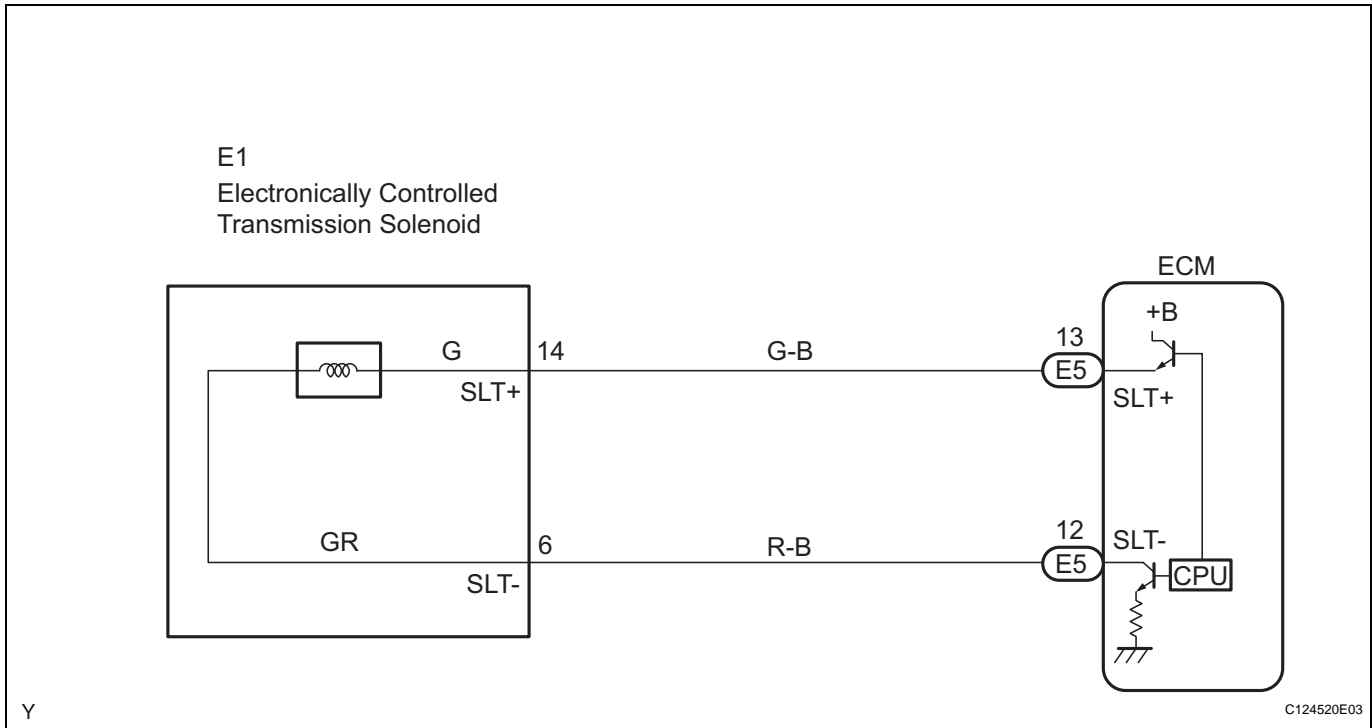 E1
Electronically Controlled
Transmission Solenoid
ECM
+B
G
14
G-B
13
E5
SLT+
SLT+
GR
6
R-B
12
E5
SLT-
SLT-
CPU
Y
C124520E03